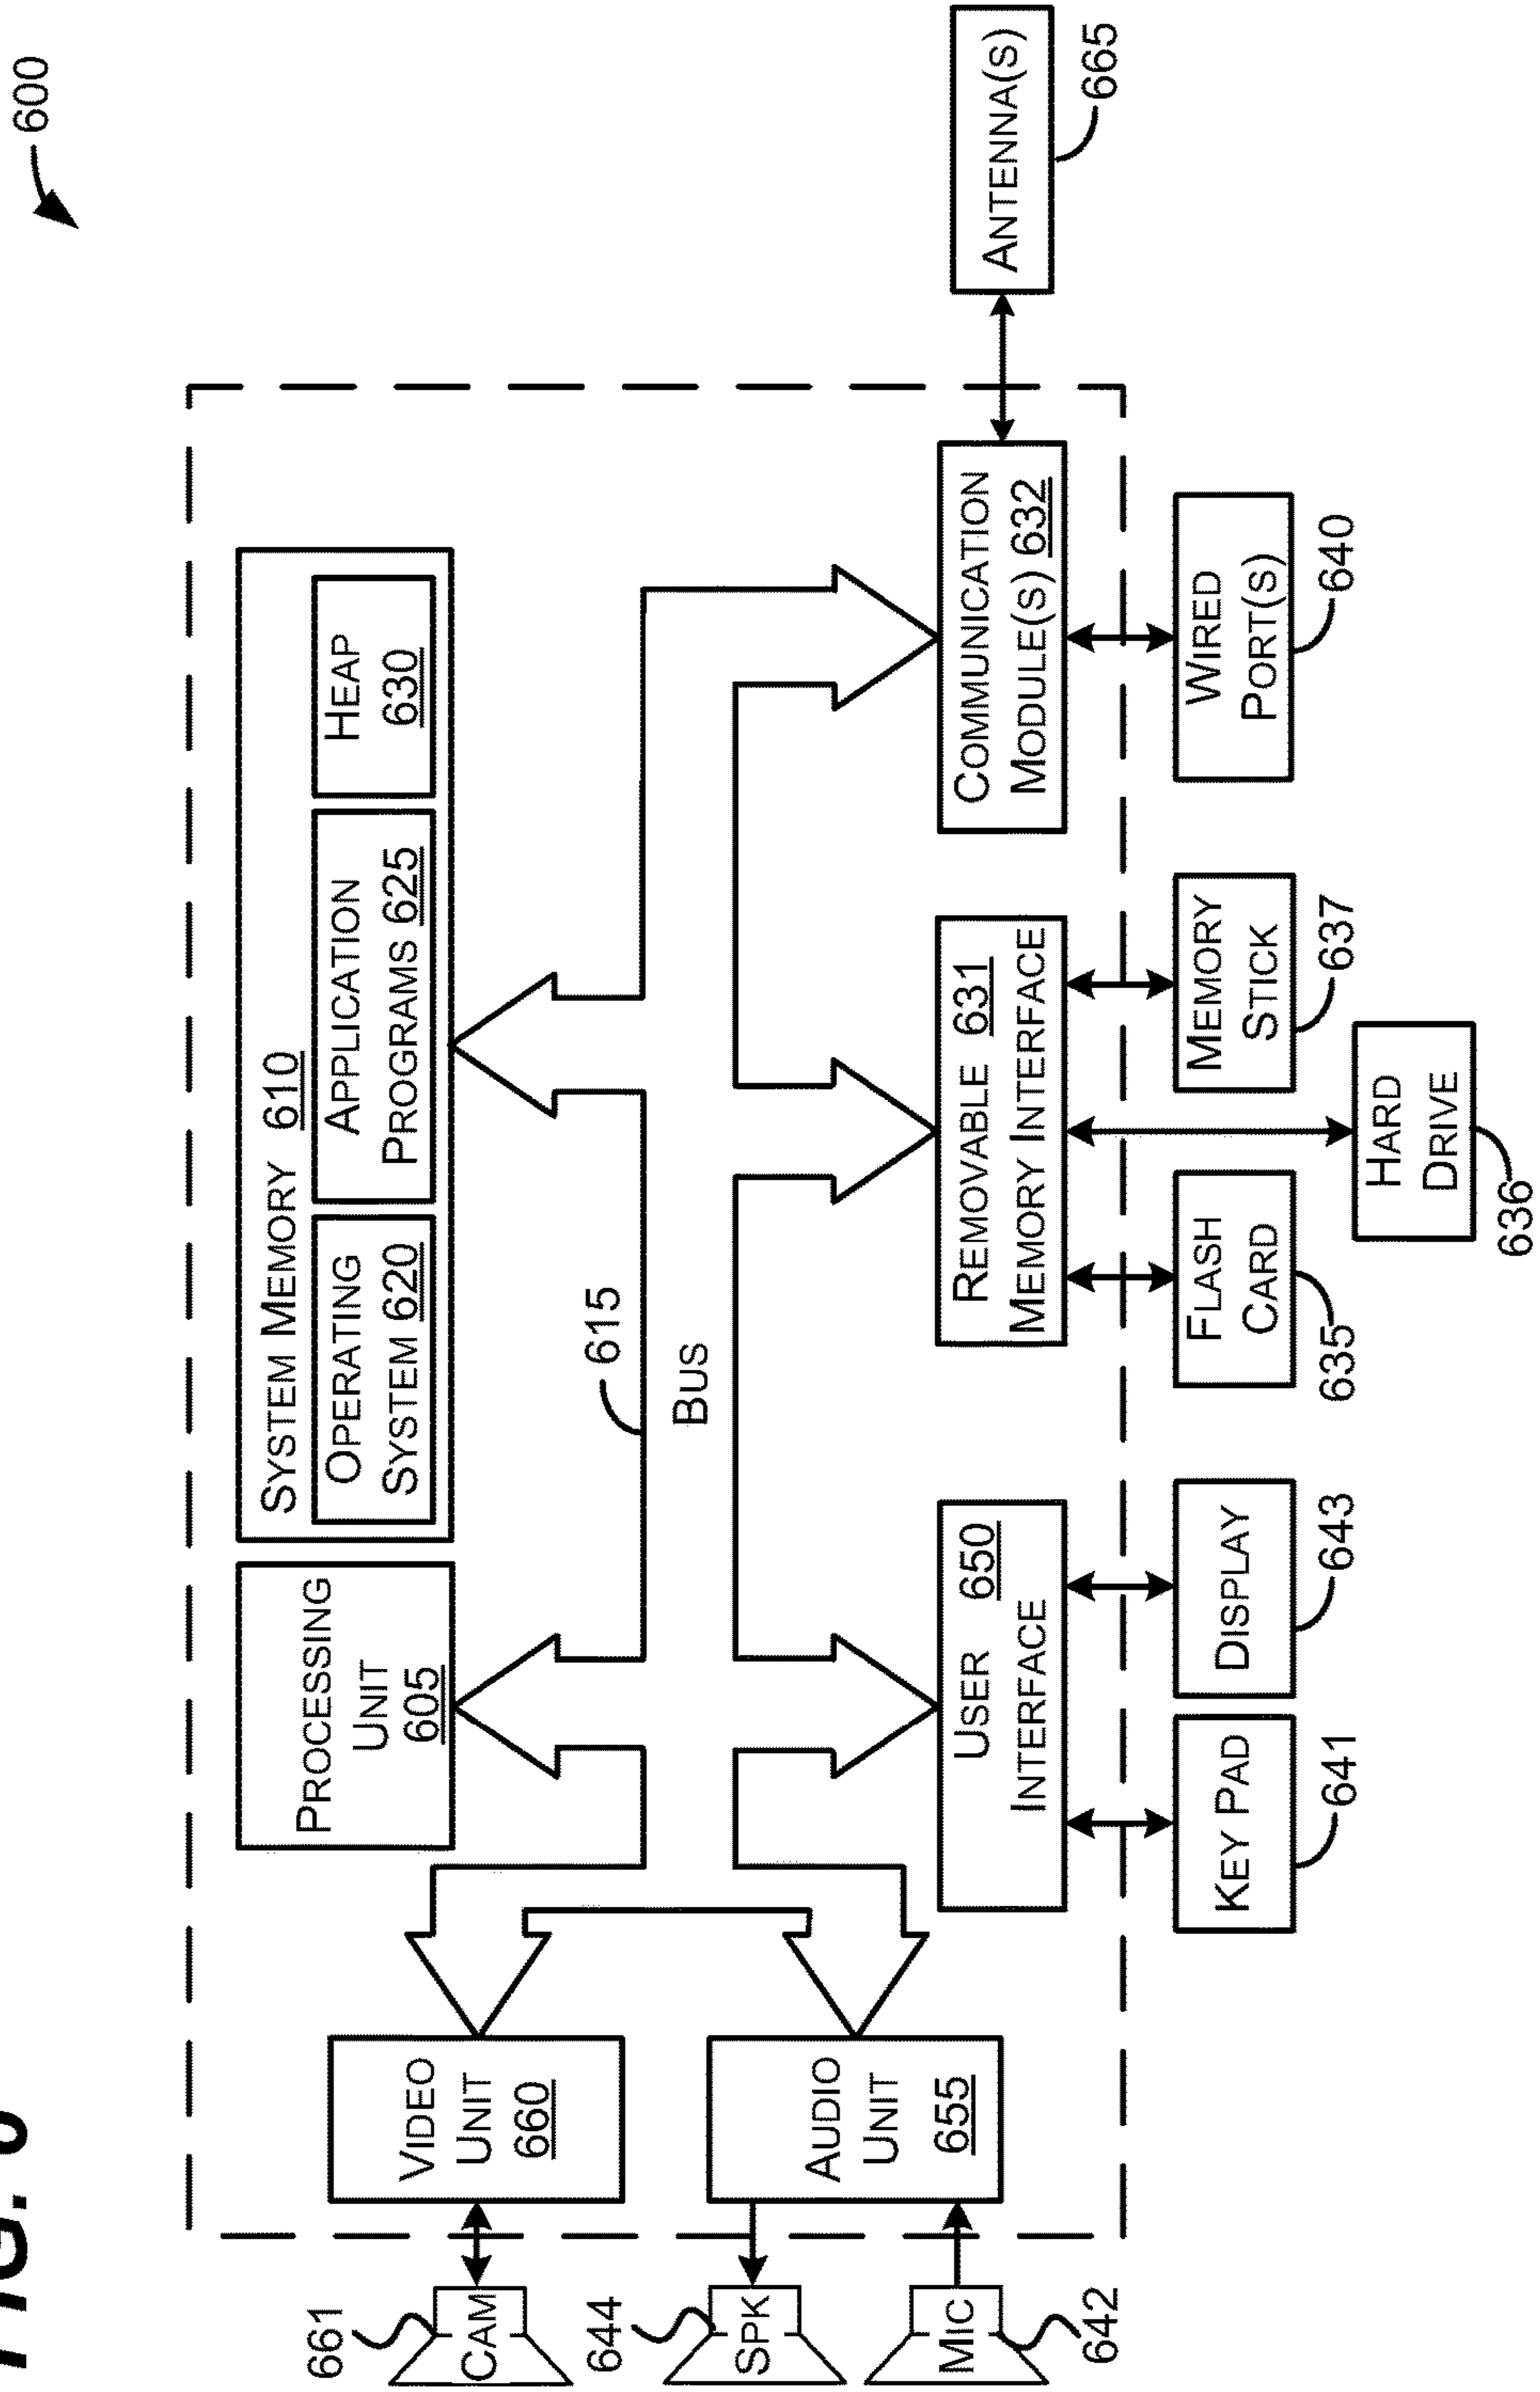 FIG. 6
600
SYSTEM MEMORY 610
PROCESSING
UNIT
605
OPERATING
SYSTEM 620
APPLICATION
PROGRAMS 625
HEAP
630
VIDEO
UNIT
660
AUDIO
UNIT
655
615
BUS
661
CAM
644
SPK
MIC
642
USER 650
INTERFACE
REMOVABLE 631
MEMORY INTERFACE
COMMUNICATION
MODULE(S) 632
ANTENNA(S)
665
KEY PAD
641
DISPLAY
643
FLASH
CARD
635
MEMORY
STICK
637
WIRED
PORT(S)
640
HARD
DRIVE
636